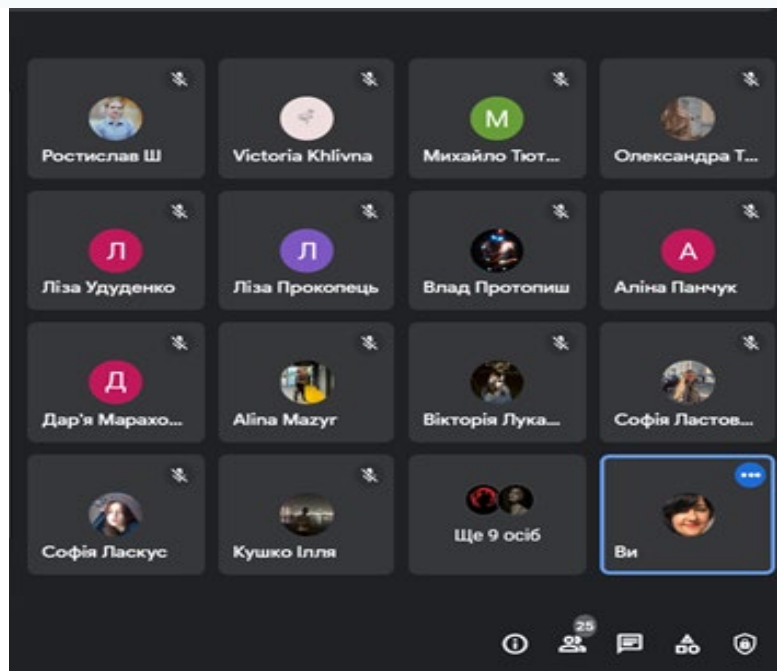 Ростислав Ш
Victoria Khlivna
М
Михайло Тют...
Олександра Т...
Л
Ліза Удуденко
Л
Ліза Прокопець
Влад Протопиш
А
Аліна Панчук
Д
Дар'я Марахо...
Alina Mazyr
Вікторія Лука...
Софія Ластов...
Софія Ласкус
Кушко Ілля
Ще 9 осіб
Ви
25